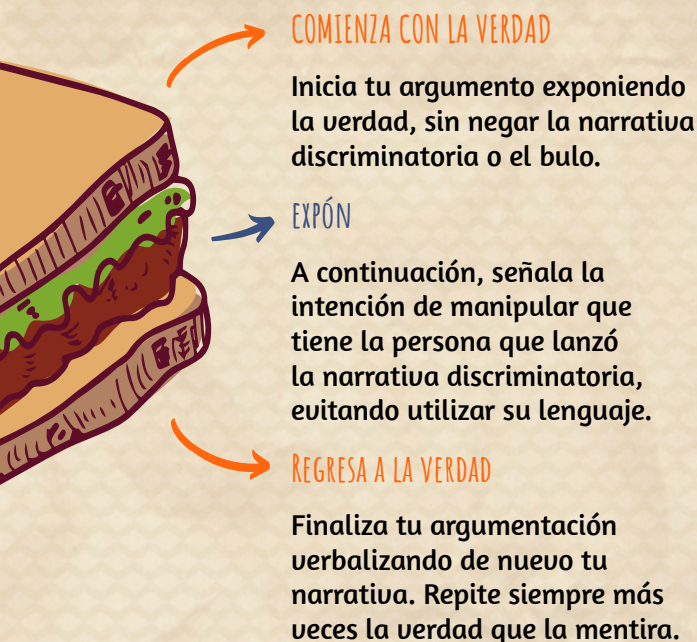 COMIENZA CON LA VERDAD
Inicia tu argumento exponiendo
la verdad, sin negar la narrativa
discriminatoria o el bulo.
EXPÓN
A continuación, señala la
intención de manipular que
tiene la persona que lanzó
la narrativa discriminatoria,
evitando utilizar su lenguaje.
REGRESA A LA VERDAD
Finaliza tu argumentación
verbalizando de nuevo tu
narrativa. Repite siempre más
veces la verdad que la mentira.